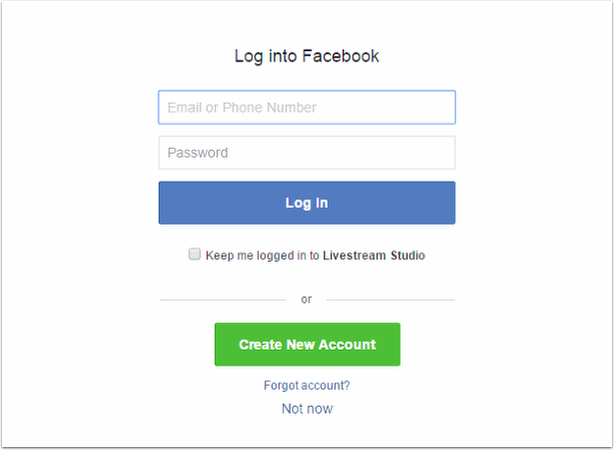 Log into Facebook
Email or Phone Number
Password
Log In
Keep me logged in to Livestream Studio
or
Create New Account
Forgot account?
Not now